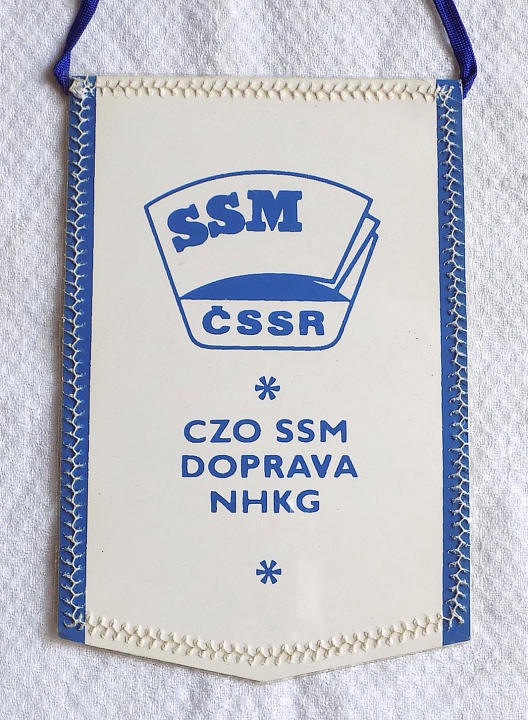 SSM
ČSSR
*
CZO SSM
DOPRAVA
NHKG
*